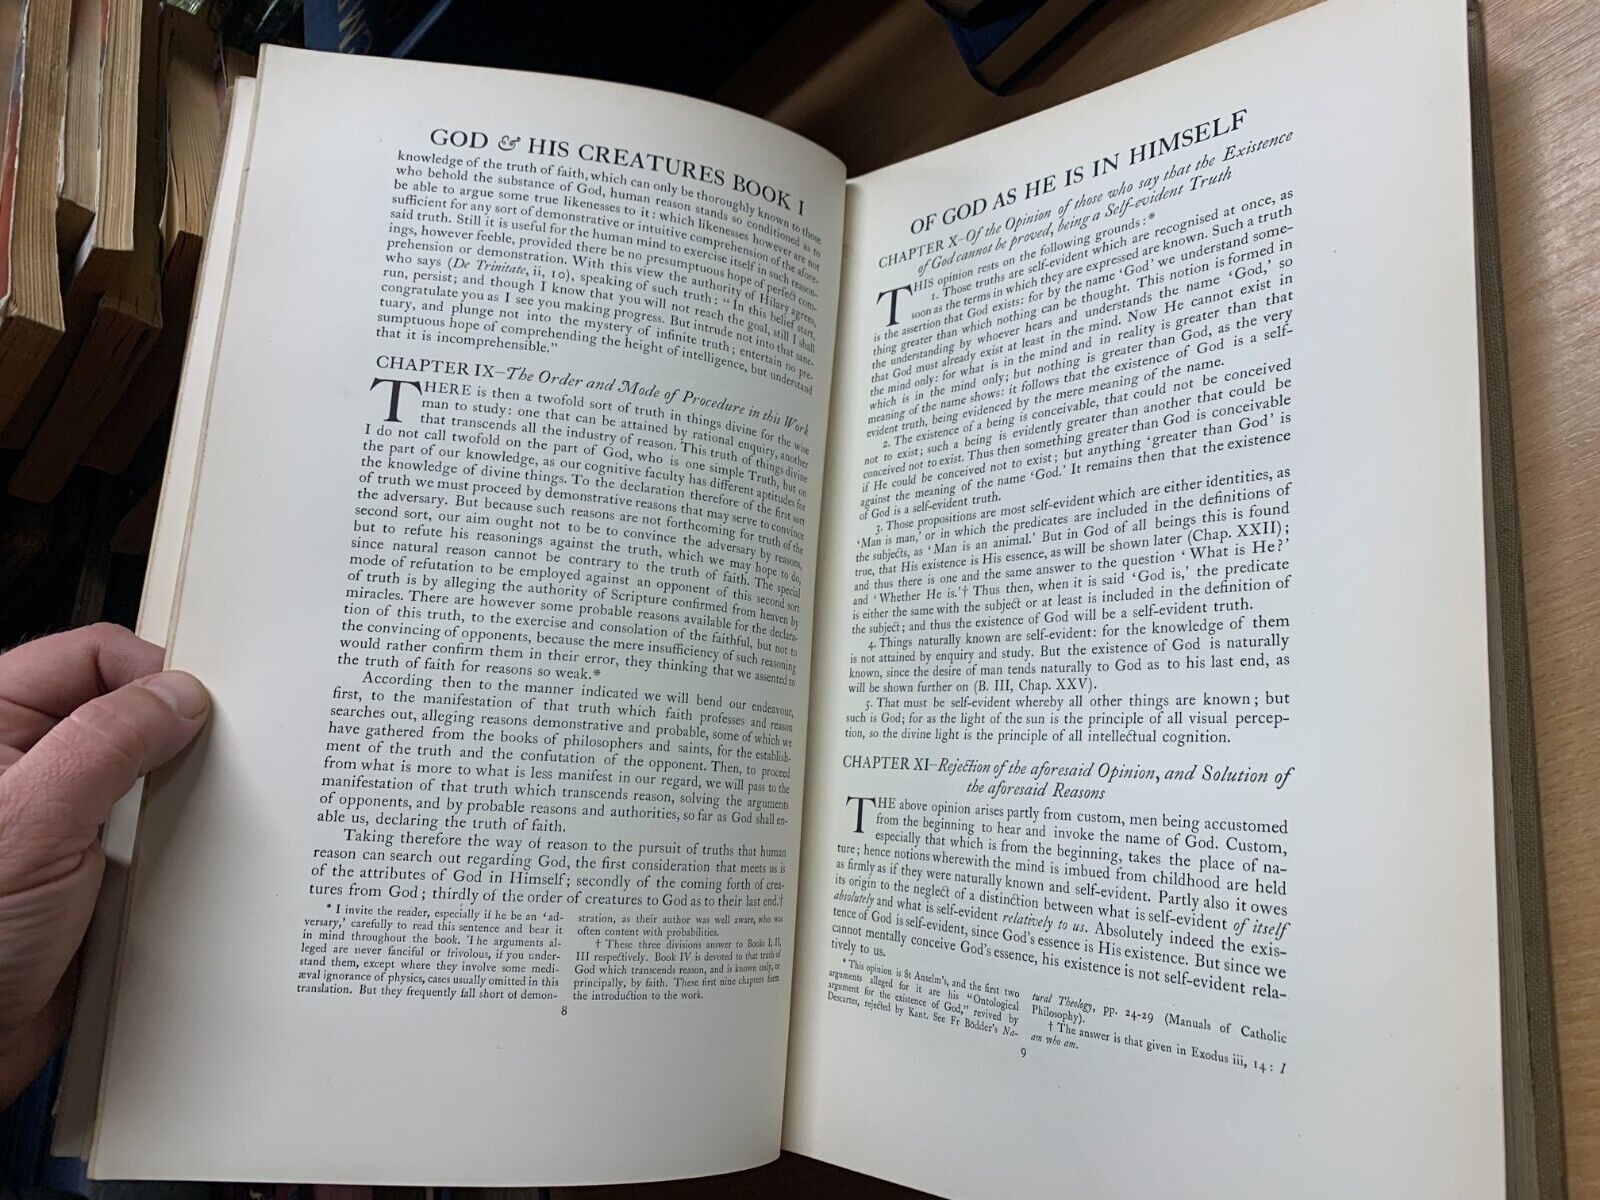 GOD & HIS CREATURES BOOK I
knowledge of the truth of faith, which can only be thoroughly known to those
who behold the substance of God, human reason stands so conditioned as to
be able to argue some true likenesses to it: which likenesses however are not
sufficient for any sort of demonstrative or intuitive comprehension of the afore-
said truth. Still it is useful for the human mind to exercise itself in such reason-
ings, however feeble, provided there be no presumptuous hope of perfect com-
prehension or demonstration. With this view the authority of Hilary agrees,
who says (De Trinitate, ii, 10), speaking of such truth: "In this belief start,
run, persist; and though I know that you will not reach the goal, still I shall
congratulate you as I see you making progress. But intrude not into that sanc-
tuary, and plunge not into the mystery of infinite truth; entertain no pre-
sumptuous hope of comprehending the height of intelligence, but understand
that it is incomprehensible."
CHAPTER IX—The Order and Mode of Procedure in this Work
THERE is then a twofold sort of truth in things divine for the wise
man to study: one that can be attained by rational enquiry, another
that transcends all the industry of reason. This truth of things divine
I do not call twofold on the part of God, who is one simple Truth, but on
the part of our knowledge, as our cognitive faculty has different aptitudes for
the knowledge of divine things. To the declaration therefore of the first sort
of truth we must proceed by demonstrative reasons that may serve to convince
the adversary. But because such reasons are not forthcoming for truth of the
second sort, our aim ought not to be to convince the adversary by reasons,
but to refute his reasonings against the truth, which we may hope to do,
since natural reason cannot be contrary to the truth of faith. The special
mode of refutation to be employed against an opponent of this second sort
of truth is by alleging the authority of Scripture confirmed from heaven by
miracles. There are however some probable reasons available for the declara-
tion of this truth, to the exercise and consolation of the faithful, but not to
the convincing of opponents, because the mere insufficiency of such reasoning
would rather confirm them in their error, they thinking that we assented to
the truth of faith for reasons so weak.*
According then to the manner indicated we will bend our endeavour,
first, to the manifestation of that truth which faith professes and reason
searches out, alleging reasons demonstrative and probable, some of which we
have gathered from the books of philosophers and saints, for the establish-
ment of the truth and the confutation of the opponent. Then, to proceed
from what is more to what is less manifest in our regard, we will pass to the
manifestation of that truth which transcends reason, solving the arguments
of opponents, and by probable reasons and authorities, so far as God shall en-
able us, declaring the truth of faith.
Taking therefore the way of reason to the pursuit of truths that human
reason can search out regarding God, the first consideration that meets us is
of the attributes of God in Himself; secondly of the coming forth of crea-
tures from God; thirdly of the order of creatures to God as to their last end.†
* I invite the reader, especially if he be an 'ad-
versary,' carefully to read this sentence and bear it
in mind throughout the book. The arguments al-
leged are never fanciful or frivolous, if you under-
stand them, except where they involve some medi-
æval ignorance of physics, cases usually omitted in this
translation. But they frequently fall short of demon-
stration, as their author was well aware, who was
often content with probabilities.
† These three divisions answer to Books I, II,
III respectively. Book IV is devoted to that truth of
God which transcends reason, and is known only, or
principally, by faith. These first nine chapters form
the introduction to the work.
8
OF GOD AS HE IS IN HIMSELF
CHAPTER X—Of the Opinion of those who say that the Existence
of God cannot be proved, being a Self-evident Truth
THIS opinion rests on the following grounds:*
1. Those truths are self-evident which are recognised at once, as
soon as the terms in which they are expressed are known. Such a truth
is the assertion that God exists: for by the name 'God' we understand some-
thing greater than which nothing can be thought. This notion is formed in
the understanding by whoever hears and understands the name 'God,' so
that God must already exist at least in the mind. Now He cannot exist in
the mind only: for what is in the mind and in reality is greater than that
which is in the mind only; but nothing is greater than God, as the very
meaning of the name shows: it follows that the existence of God is a self-
evident truth, being evidenced by the mere meaning of the name.
2. The existence of a being is conceivable, that could not be conceived
not to exist; such a being is evidently greater than another that could be
conceived not to exist. Thus then something greater than God is conceivable
if He could be conceived not to exist; but anything 'greater than God' is
against the meaning of the name 'God.' It remains then that the existence
of God is a self-evident truth.
3. Those propositions are most self-evident which are either identities, as
'Man is man,' or in which the predicates are included in the definitions of
the subjects, as 'Man is an animal.' But in God of all beings this is found
true, that His existence is His essence, as will be shown later (Chap. XXII);
and thus there is one and the same answer to the question 'What is He?'
and 'Whether He is.'† Thus then, when it is said 'God is,' the predicate
is either the same with the subject or at least is included in the definition of
the subject; and thus the existence of God will be a self-evident truth.
4. Things naturally known are self-evident: for the knowledge of them
is not attained by enquiry and study. But the existence of God is naturally
known, since the desire of man tends naturally to God as to his last end, as
will be shown further on (B. III, Chap. XXV).
5. That must be self-evident whereby all other things are known; but
such is God; for as the light of the sun is the principle of all visual percep-
tion, so the divine light is the principle of all intellectual cognition.
CHAPTER XI—Rejection of the aforesaid Opinion, and Solution of
the aforesaid Reasons
THE above opinion arises partly from custom, men being accustomed
from the beginning to hear and invoke the name of God. Custom,
especially that which is from the beginning, takes the place of na-
ture; hence notions wherewith the mind is imbued from childhood are held
as firmly as if they were naturally known and self-evident. Partly also it owes
its origin to the neglect of a distinction between what is self-evident of itself
absolutely and what is self-evident relatively to us. Absolutely indeed the exis-
tence of God is self-evident, since God's essence is His existence. But since we
cannot mentally conceive God's essence, his existence is not self-evident rela-
tively to us.
* This opinion is St Anselm's, and the first two
arguments alleged for it are his "Ontological
argument for the existence of God," revived by
Descartes, rejected by Kant. See Fr Bodder's Na-
tural Theology, pp. 24-29 (Manuals of Catholic
Philosophy).
† The answer is that given in Exodus iii, 14: I
am who am.
9